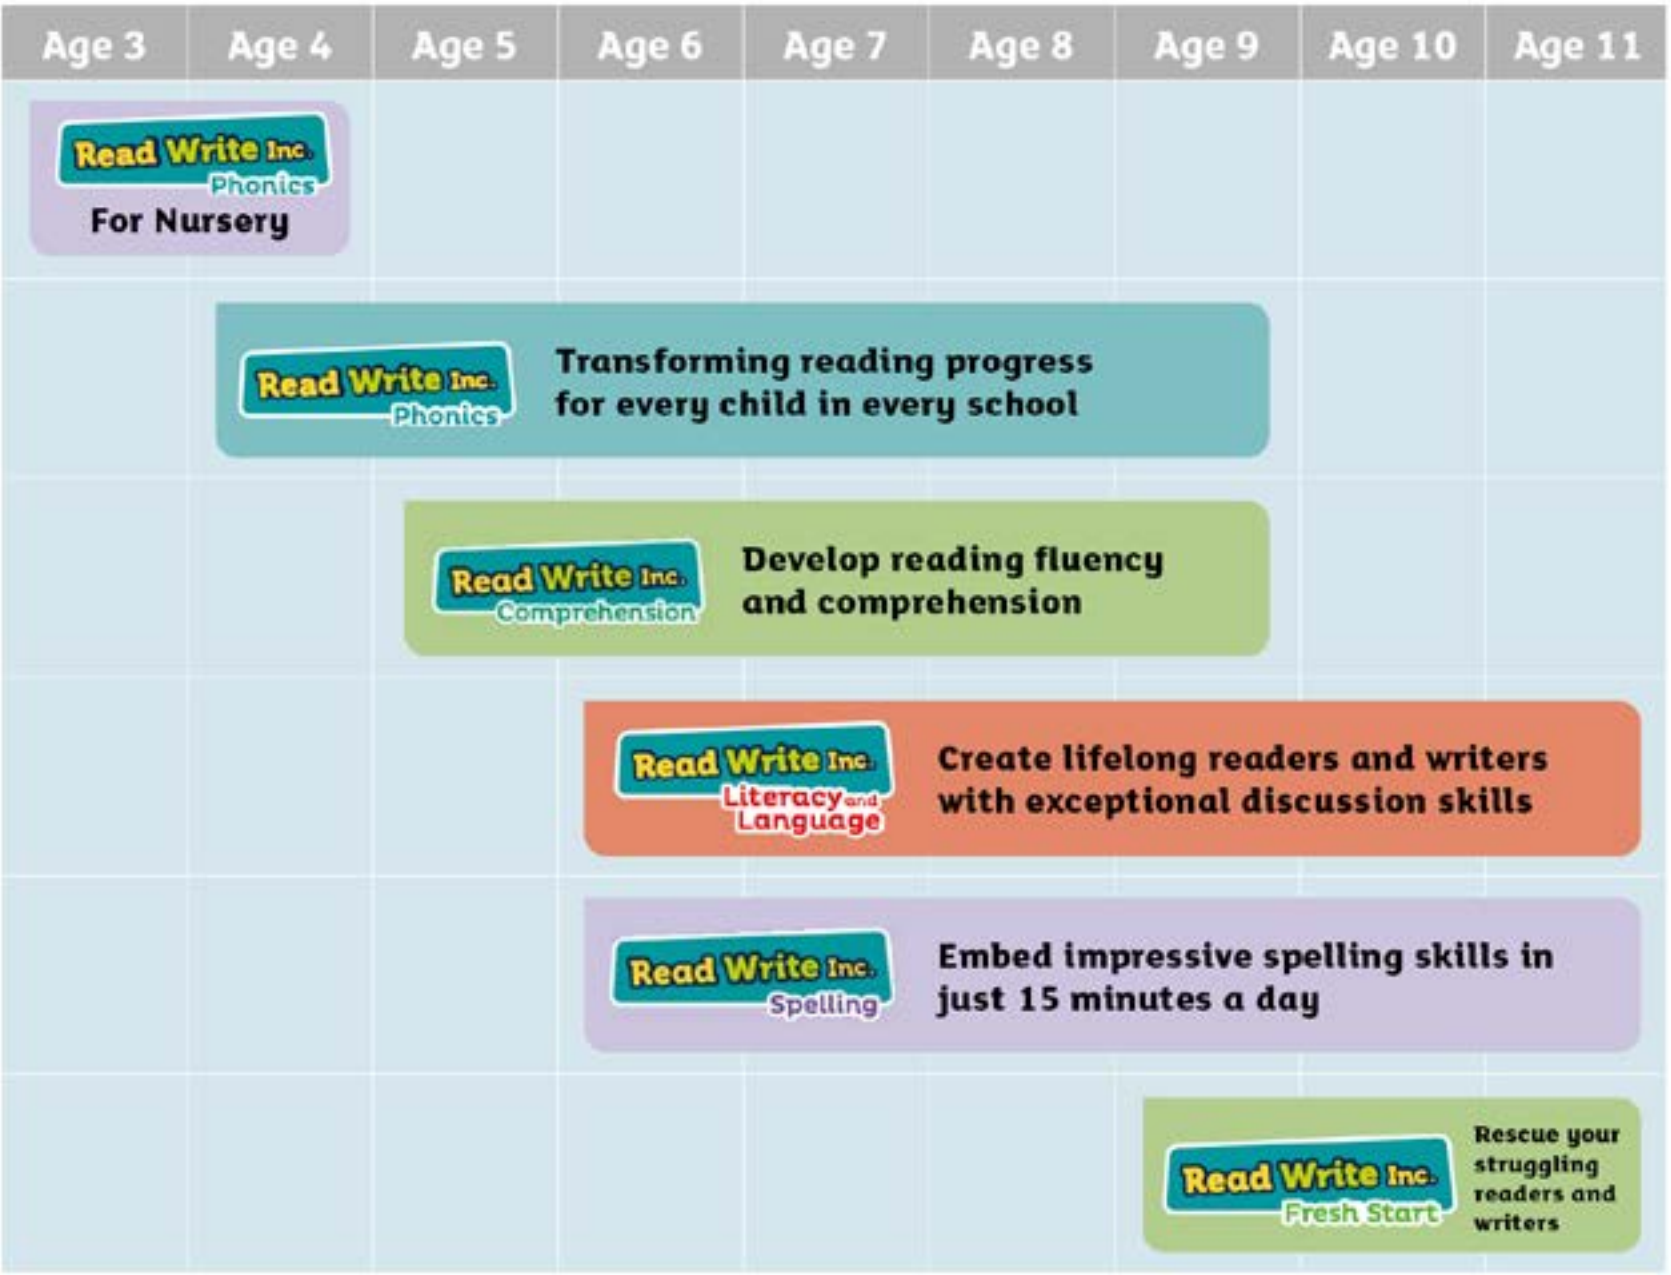 Age 3 Age 4 Age 5 Age 6 Age 7 Age 8 Age 9 Age 10 Age 11
Read Write Inc.
Phonics
For Nursery
Read Write Inc.
Phonics
Transforming reading progress
for every child in every school
Read Write Inc.
Comprehension
Develop reading fluency
and comprehension
Read Write Inc.
Literacy and
Language
Create lifelong readers and writers
with exceptional discussion skills
Read Write Inc.
Spelling
Embed impressive spelling skills in
just 15 minutes a day
Read Write Inc.
Fresh Start
Rescue your
struggling
readers and
writers